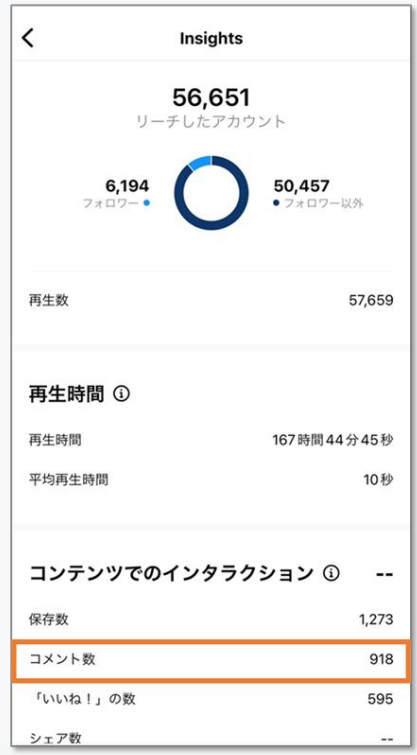 Insights
56,651
リーチしたアカウント
6,194
フォロワー
50,457
フォロワー以外
再生数 57,659
再生時間
再生時間 167時間44分45秒
平均再生時間 10秒
コンテンツでのインタラクション --
保存数 1,273
コメント数 918
「いいね！」の数 595
シェア数 --